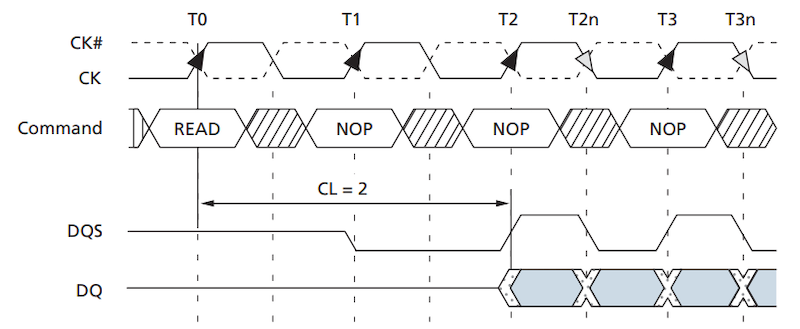 T0 T1 T2 T2n T3 T3n
CK#
CK
Command READ NOP NOP NOP
CL = 2
DQS
DQ